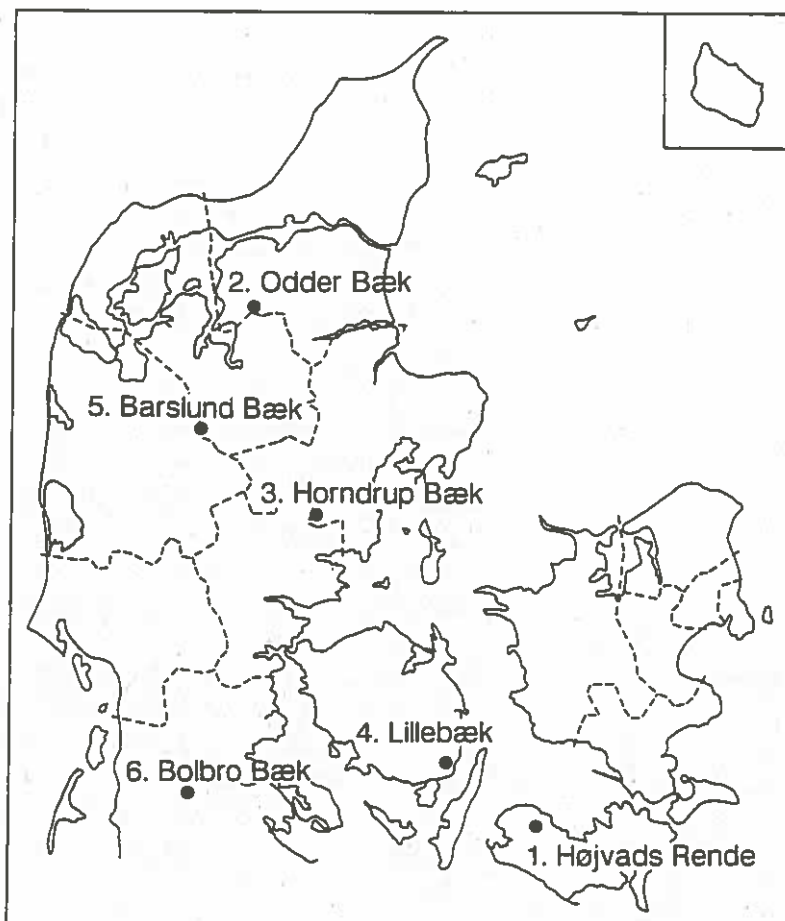 2. Odder Bæk
5. Barslund Bæk
3. Horndrup Bæk
4. Lillebæk
6. Bolbro Bæk
1. Højvads Rende